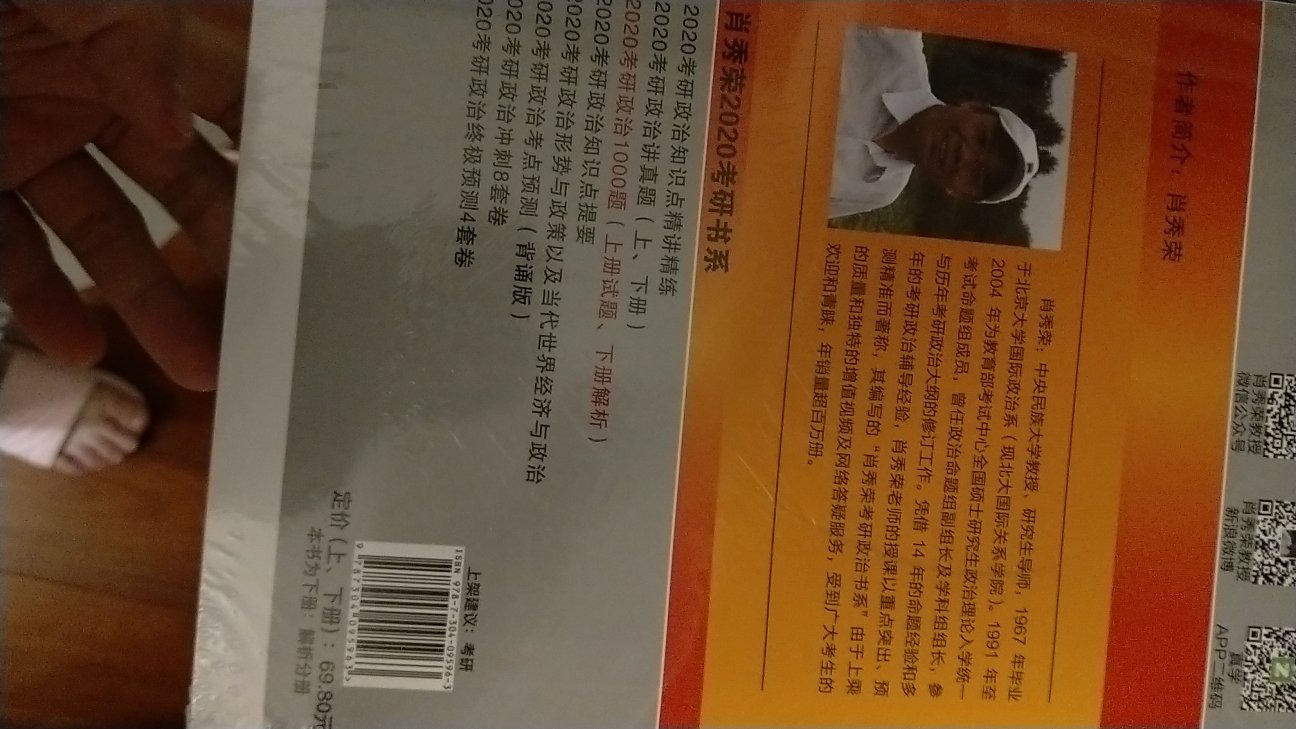 肖秀荣教授
微信公众号
肖秀荣教授
新浪微博
真学
APP二维码
作者简介：肖秀荣
肖秀荣：中央民族大学教授、研究生导师，1967 年毕业
于北京大学国际政治系（现北大国际关系学院）。1991 年至
2004 年为教育部考试中心全国硕士研究生政治理论入学统一
考试命题组成员，曾任政治命题组副组长及学科组组长，参
与历年考研政治大纲的修订工作。凭借 14 年的命题经验和多
年的考研政治辅导经验，肖秀荣老师的授课以重点突出、预
测精准而著称，其编写的“肖秀荣考研政治书系”由于上乘
的质量和独特的增值视频及网络答疑服务，受到广大考生的
欢迎和青睐，年销量超百万册。
肖秀荣2020考研书系
2020考研政治知识点精讲精练
2020考研政治讲真题（上、下册）
2020考研政治1000题（上册试题、下册解析）
2020考研政治知识点提要
2020考研政治形势与政策以及当代世界经济与政治
020考研政治考点预测（背诵版）
020考研政治冲刺8套卷
020考研政治终极预测4套卷
上架建议：考研
ISBN 978-7-304-09596-3
9 787304 095963
定价（上、下册）：69.80元
本书为下册：解析分册